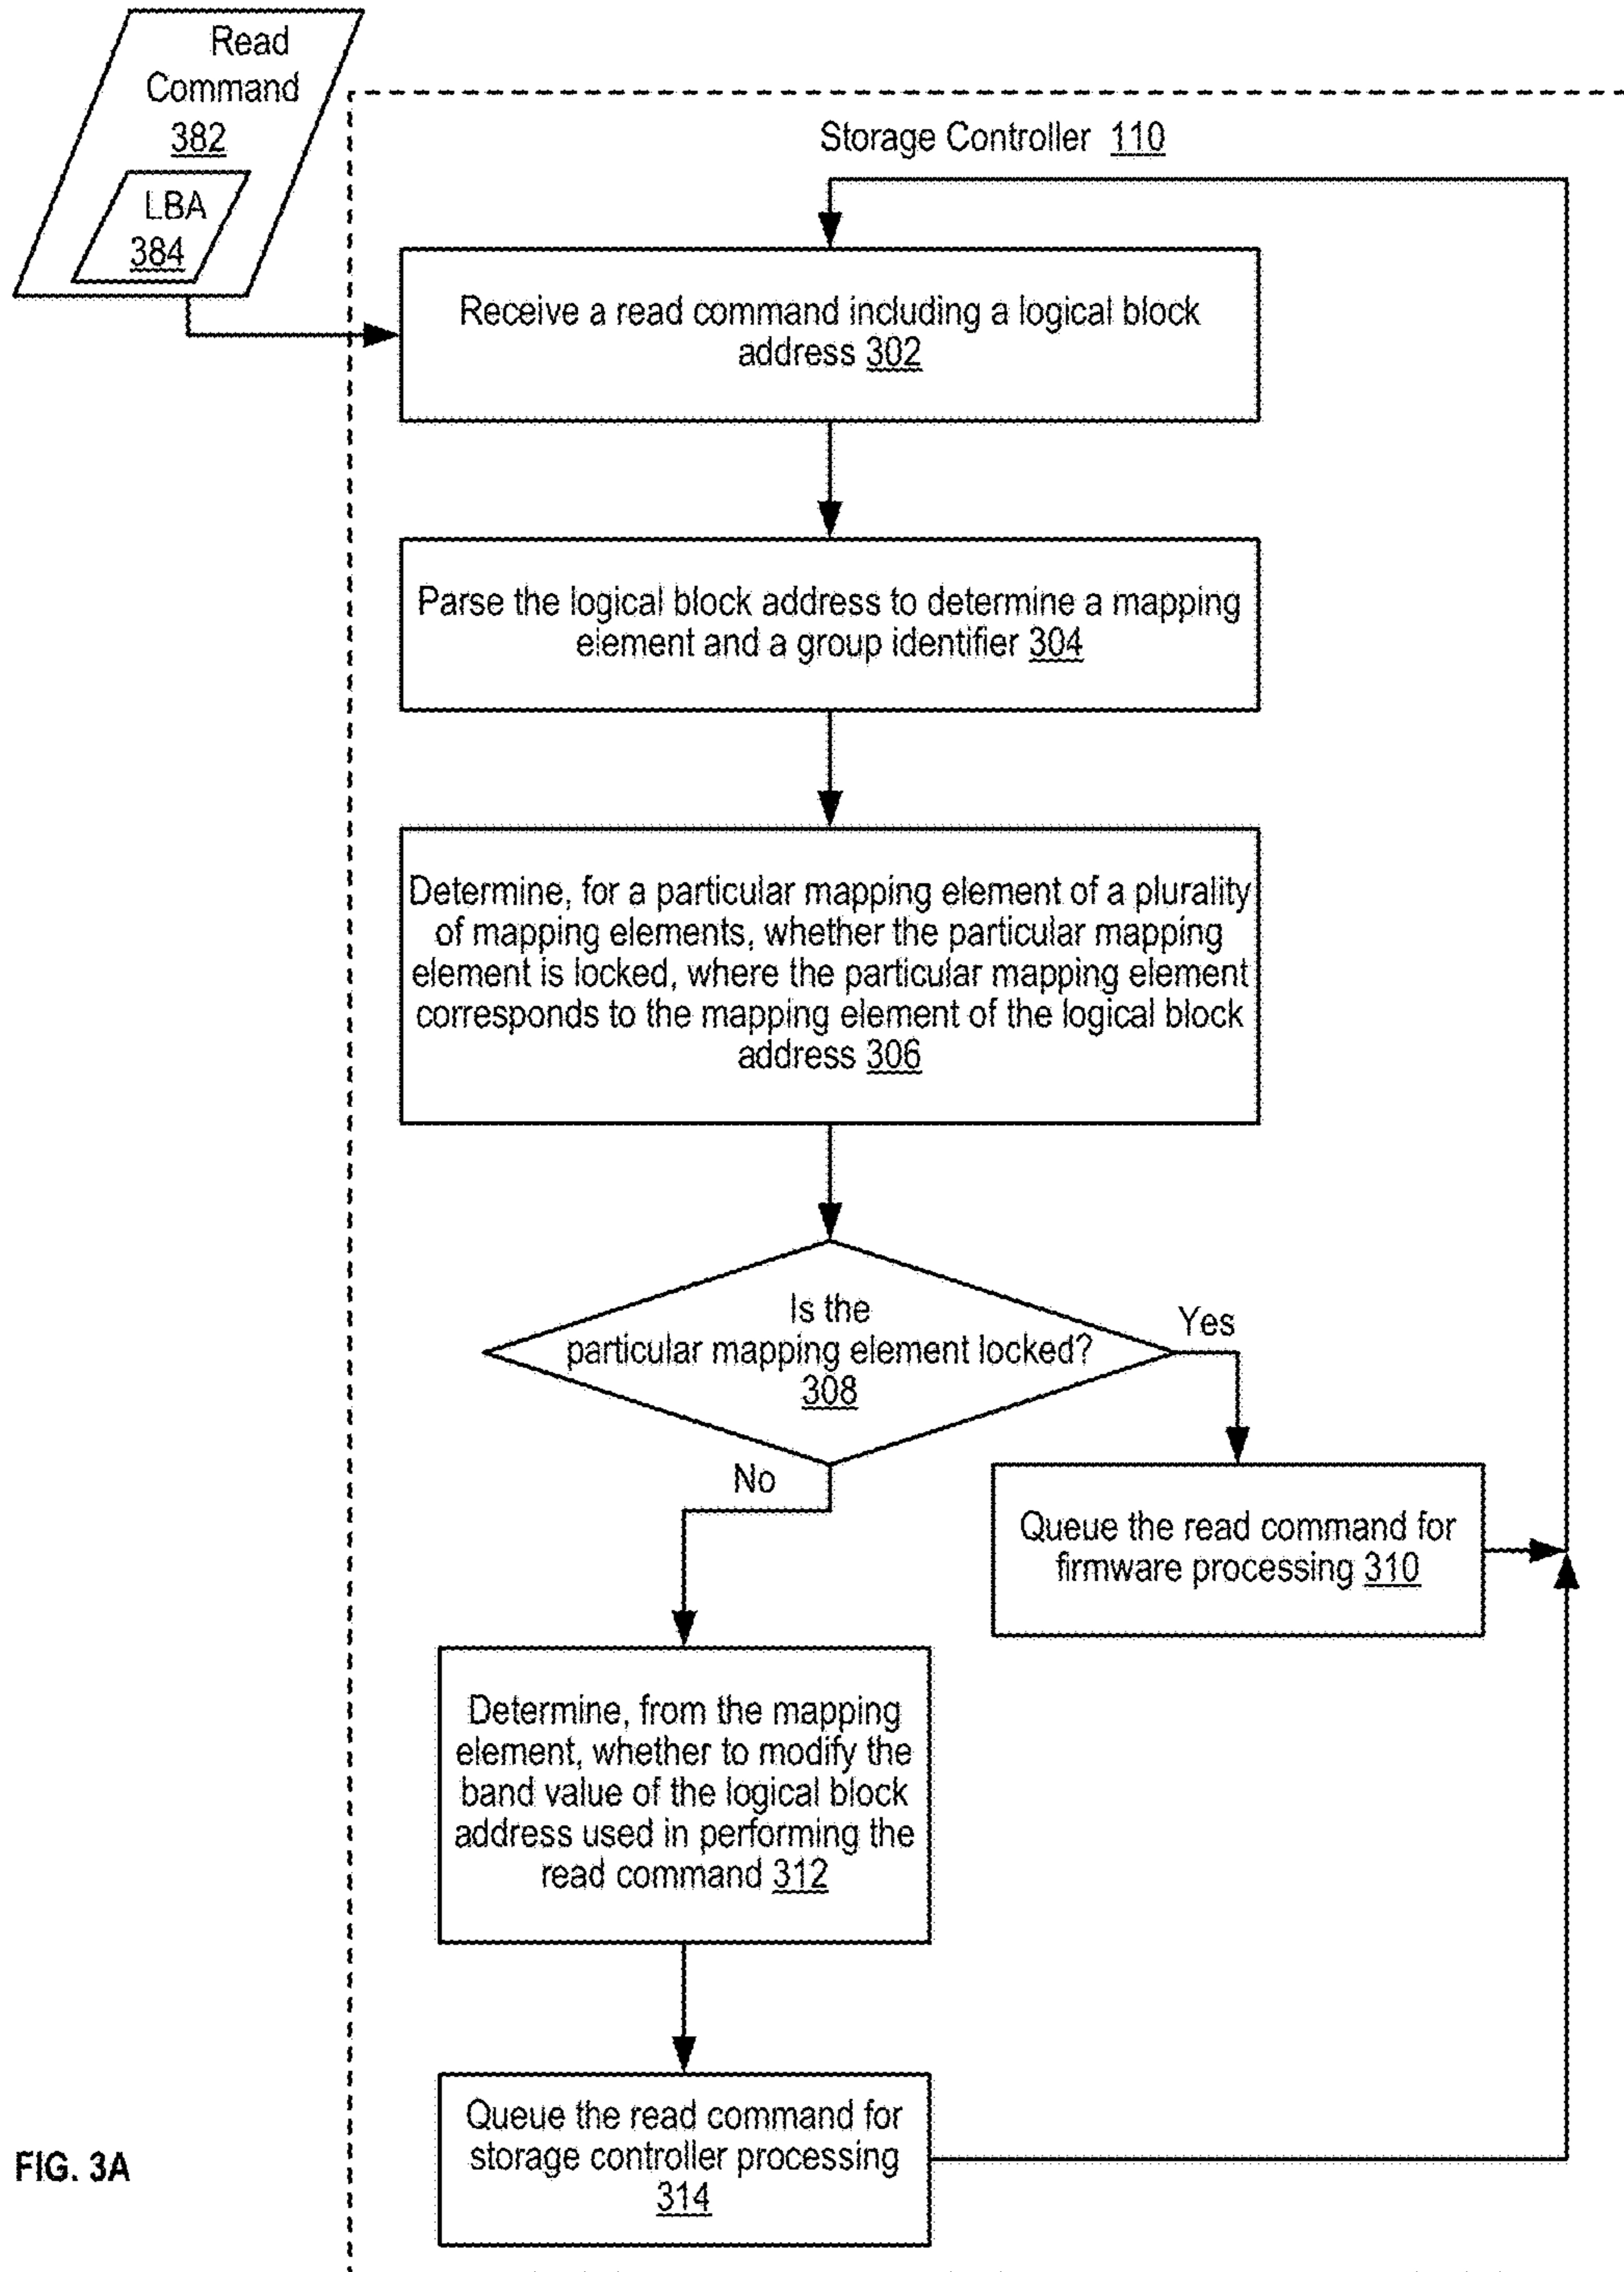 Read
Command
382
LBA
384
Storage Controller 110
Receive a read command including a logical block
address 302
Parse the logical block address to determine a mapping
element and a group identifier 304
Determine, for a particular mapping element of a plurality
of mapping elements, whether the particular mapping
element is locked, where the particular mapping element
corresponds to the mapping element of the logical block
address 306
Is the
particular mapping element locked?
308
Yes
No
Queue the read command for
firmware processing 310
Determine, from the mapping
element, whether to modify the
band value of the logical block
address used in performing the
read command 312
Queue the read command for
storage controller processing
314
FIG. 3A